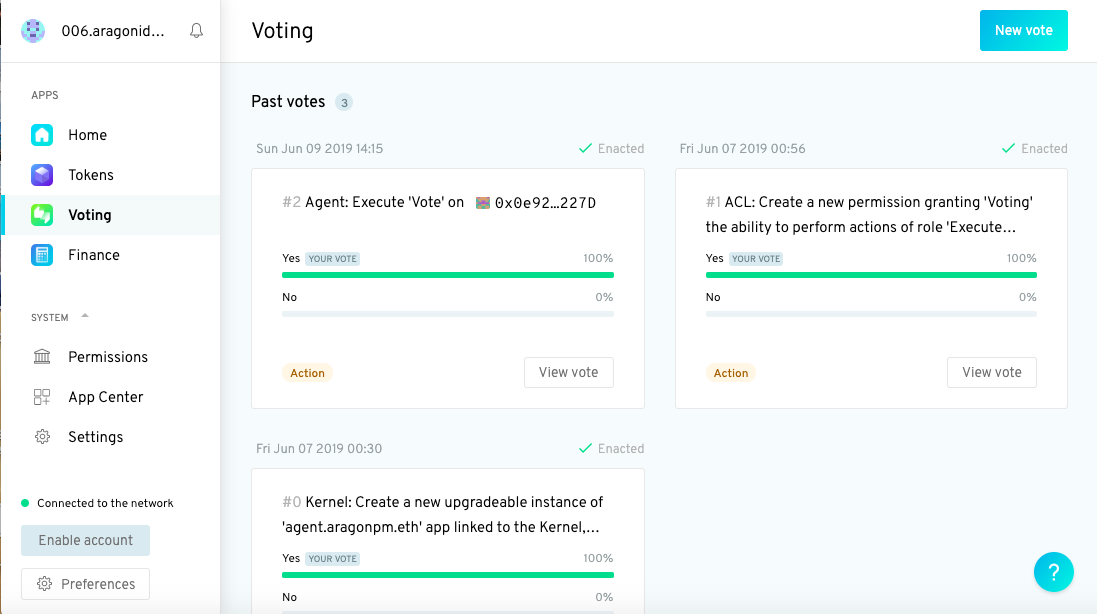 006.aragonid...
APPS
Home
Tokens
Voting
Finance
SYSTEM
Permissions
App Center
Settings
Connected to the network
Enable account
Preferences
Voting
New vote
Past votes 3
Sun Jun 09 2019 14:15
Enacted
#2 Agent: Execute 'Vote' on 0x0e92…227D
Yes YOUR VOTE 100%
No 0%
Action
View vote
Fri Jun 07 2019 00:56
Enacted
#1 ACL: Create a new permission granting 'Voting'
the ability to perform actions of role 'Execute...
Yes YOUR VOTE 100%
No 0%
Action
View vote
Fri Jun 07 2019 00:30
Enacted
#0 Kernel: Create a new upgradeable instance of
'agent.aragonpm.eth' app linked to the Kernel,...
Yes YOUR VOTE 100%
No 0%
?